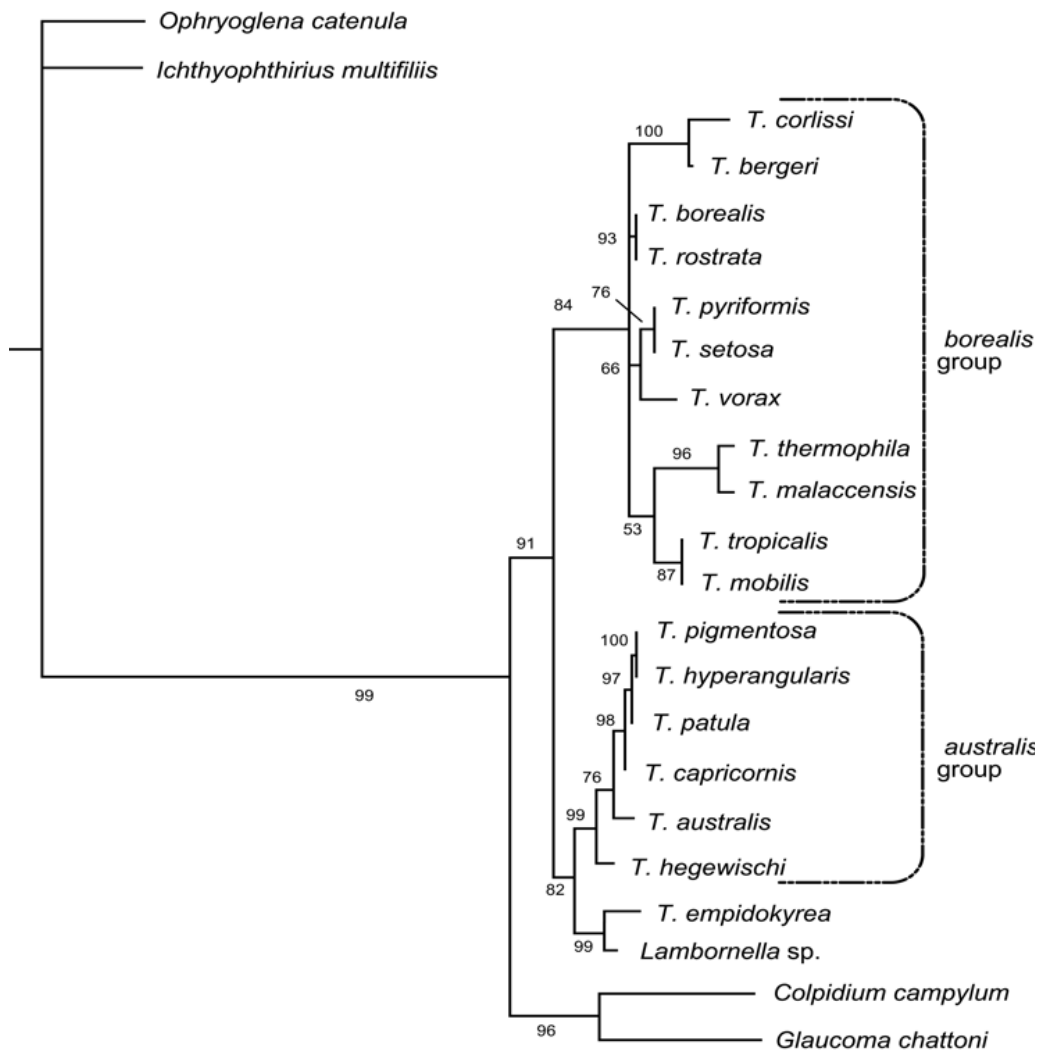 Ophryoglena catenula
Ichthyophthirius multifiliis
100
T. corlissi
T. bergeri
T. borealis
93
T. rostrata
76
84
T. pyriformis
borealis
group
T. setosa
66
T. vorax
96
T. thermophila
T. malaccensis
53
91
T. tropicalis
87
T. mobilis
100
T. pigmentosa
97
T. hyperangularis
99
98
T. patula
australis
group
76
T. capricornis
99
T. australis
T. hegewischi
82
T. empidokyrea
99
Lambornella sp.
Colpidium campylum
96
Glaucoma chattoni